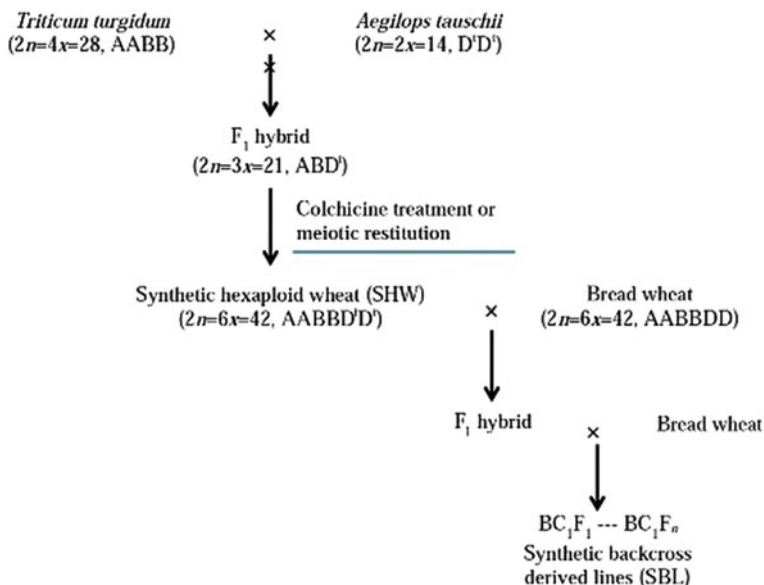 Triticum turgidum × Aegilops tauschii
(2n=4x=28, AABB) (2n=2x=14, DᵗDᵗ)
×
F₁ hybrid
(2n=3x=21, ABDᵗ)
Colchicine treatment or
meiotic restitution
Synthetic hexaploid wheat (SHW) × Bread wheat
(2n=6x=42, AABBDᵗDᵗ) (2n=6x=42, AABBDD)
F₁ hybrid × Bread wheat
BC₁F₁ --- BC₁Fₙ
Synthetic backcross
derived lines (SBL)